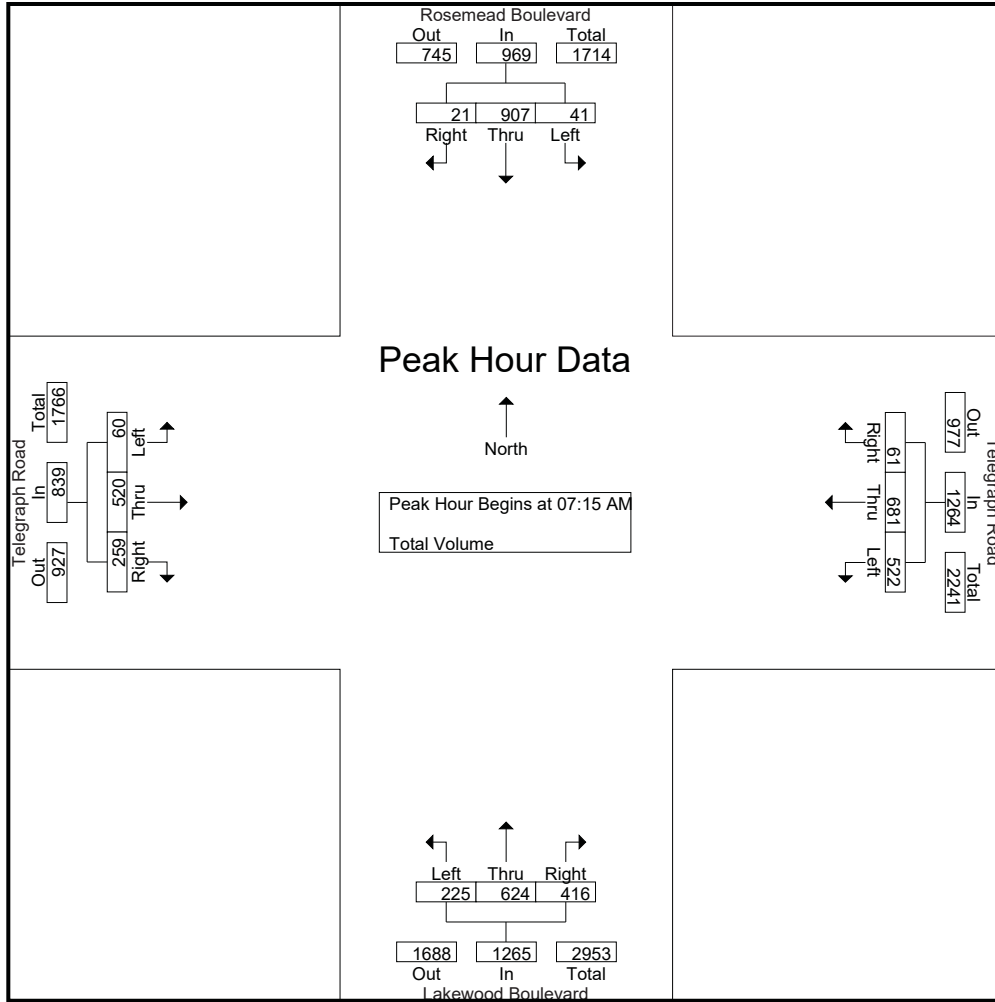 Rosemead Boulevard
Out In Total
745 969 1714
21 907 41
Right Thru Left
Peak Hour Data
North
Peak Hour Begins at 07:15 AM
Total Volume
Telegraph Road
Total In Out
1766 839 927
60 520 259
Left Thru Right
Telegraph Road
Out In Total
977 1264 2241
61 681 522
Right Thru Left
Left Thru Right
225 624 416
1688 1265 2953
Out In Total
Lakewood Boulevard